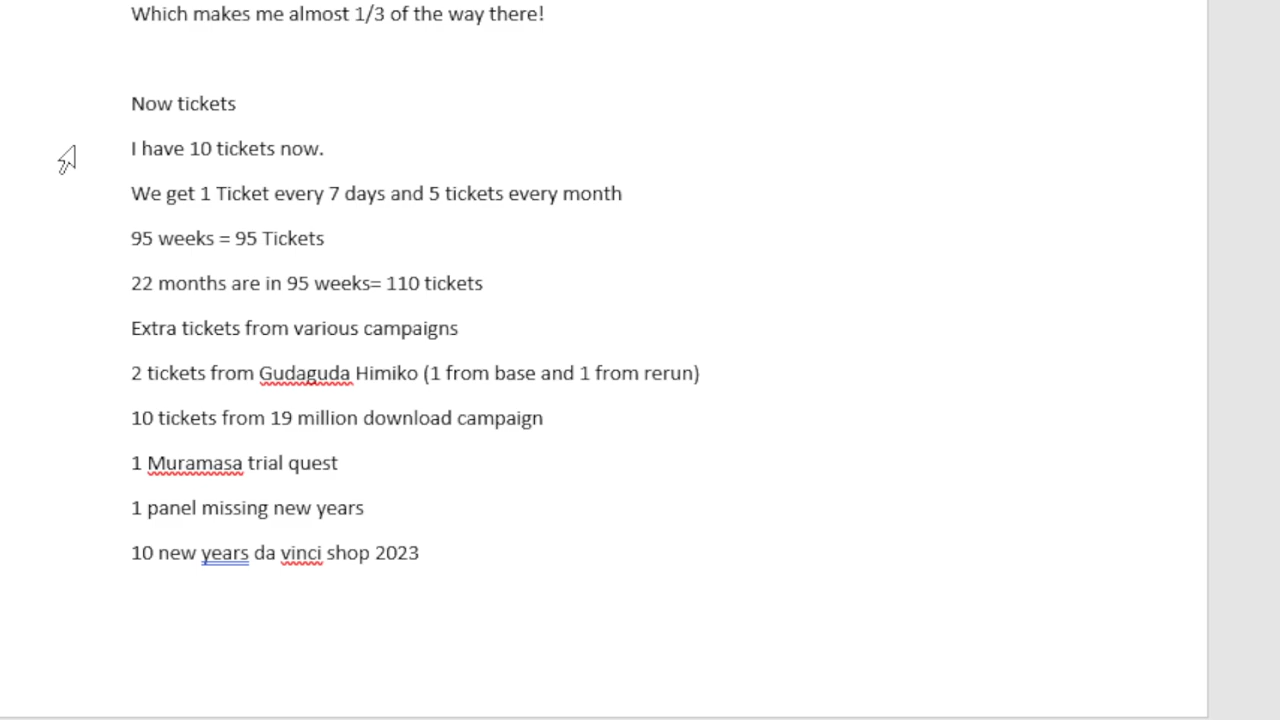 Which makes me almost 1/3 of the way there!
Now tickets
I have 10 tickets now.
We get 1 Ticket every 7 days and 5 tickets every month
95 weeks = 95 Tickets
22 months are in 95 weeks= 110 tickets
Extra tickets from various campaigns
2 tickets from Gudaguda Himiko (1 from base and 1 from rerun)
10 tickets from 19 million download campaign
1 Muramasa trial quest
1 panel missing new years
10 new years da vinci shop 2023